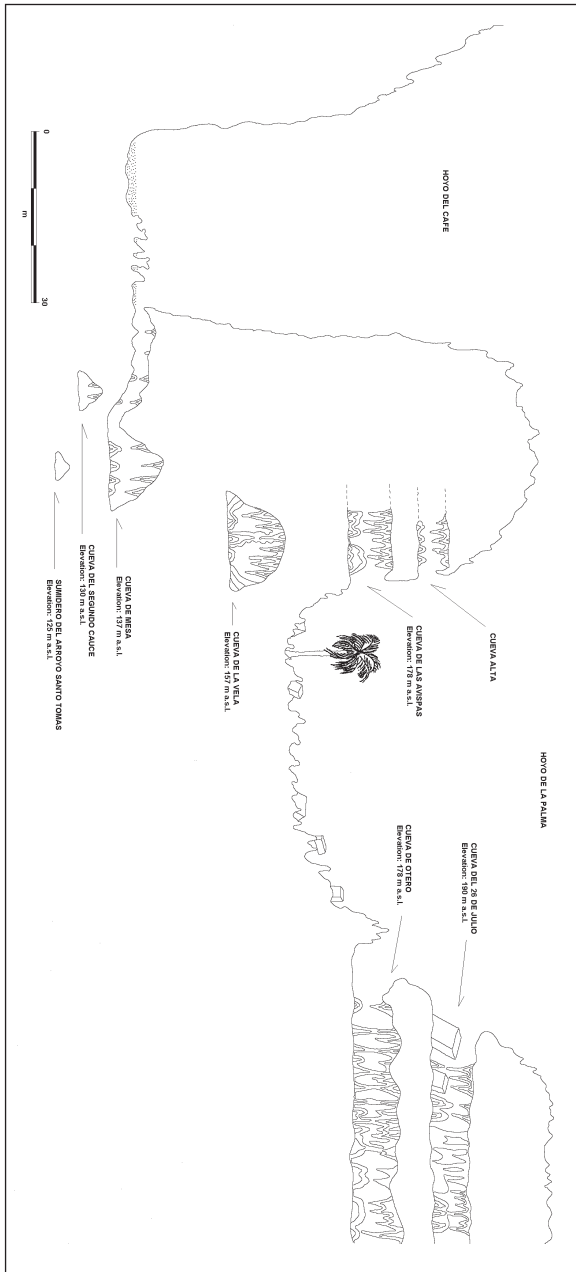 HOYO DEL CAFE
HOYO DE LA PALMA
CUEVA ALTA
CUEVA DE LAS AVISPAS
Elevation: 178 m a.s.l.
CUEVA DEL 26 DE JULIO
Elevation: 190 m a.s.l.
CUEVA DE OTERO
Elevation: 178 m a.s.l.
CUEVA DE LA VELA
Elevation: 157 m a.s.l.
CUEVA DE MESA
Elevation: 137 m a.s.l.
CUEVA DEL SEGUNDO CAUCE
Elevation: 130 m a.s.l.
SUMIDERO DEL ARROYO SANTO TOMAS
Elevation: 125 m a.s.l.
0
30
m